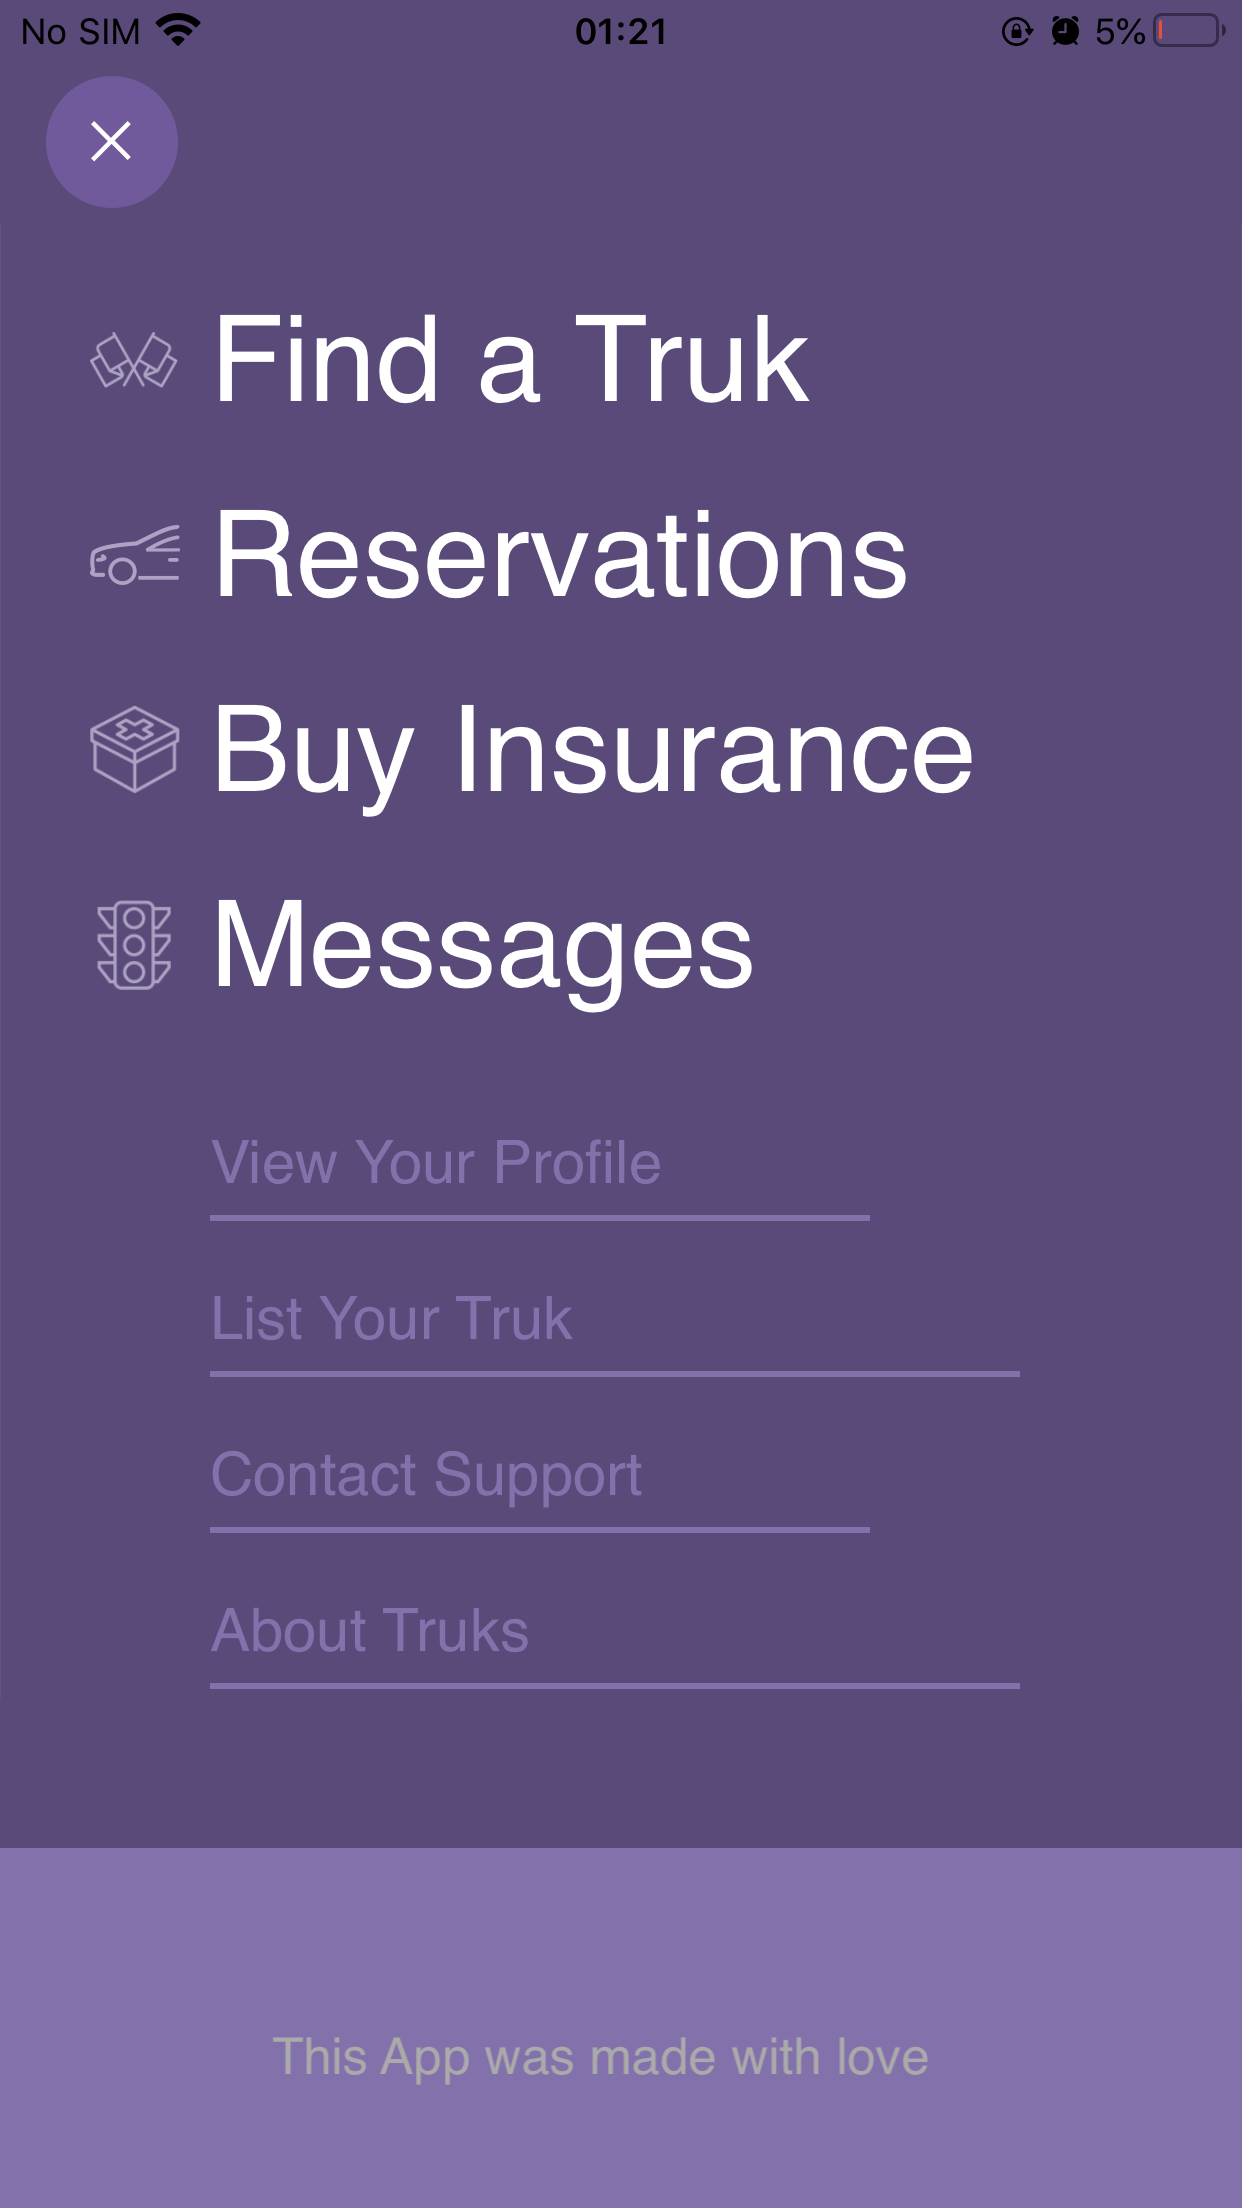 No SIM 01:21 5%
Find a Truk
Reservations
Buy Insurance
Messages
View Your Profile
List Your Truk
Contact Support
About Truks
This App was made with love